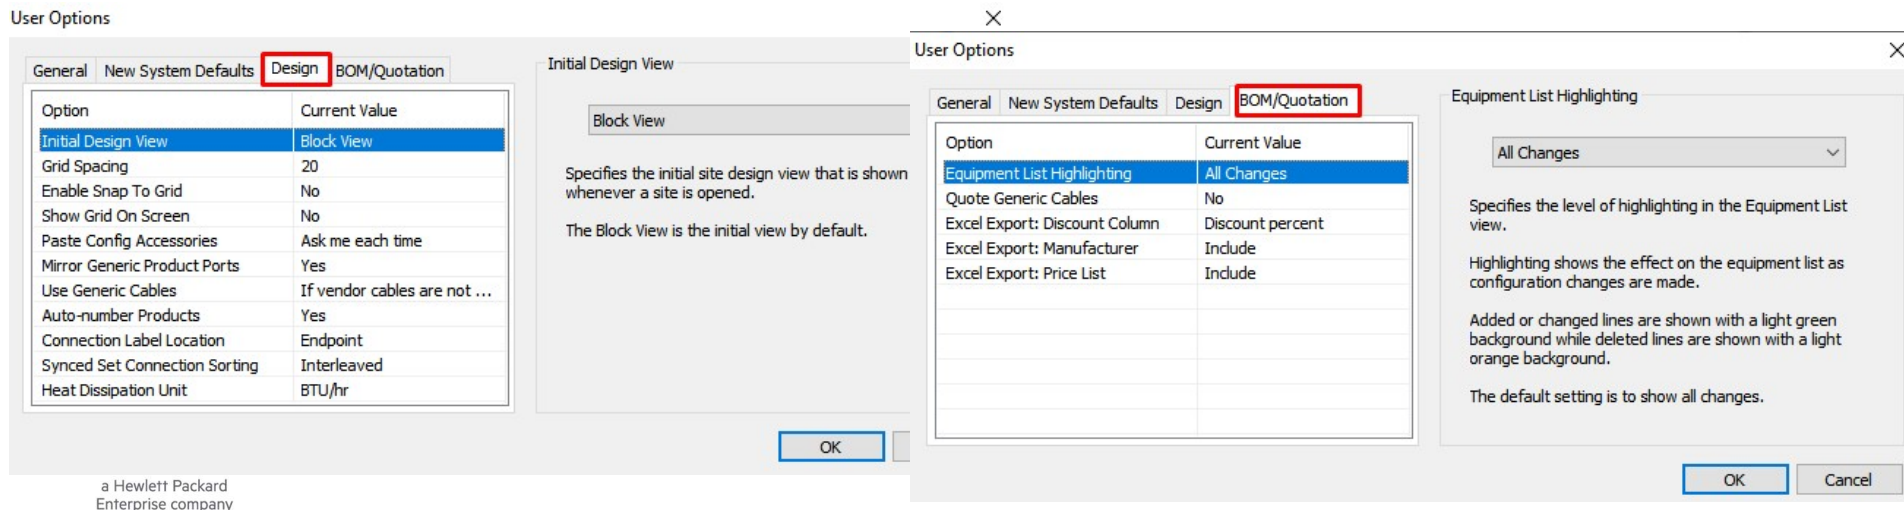 User Options
General New System Defaults Design BOM/Quotation
Option Current Value
Initial Design View Block View
Grid Spacing 20
Enable Snap To Grid No
Show Grid On Screen No
Paste Config Accessories Ask me each time
Mirror Generic Product Ports Yes
Use Generic Cables If vendor cables are not ...
Auto-number Products Yes
Connection Label Location Endpoint
Synced Set Connection Sorting Interleaved
Heat Dissipation Unit BTU/hr
Initial Design View
Block View
Specifies the initial site design view that is shown
whenever a site is opened.
The Block View is the initial view by default.
OK
a Hewlett Packard
Enterprise company
User Options
General New System Defaults Design BOM/Quotation
Option Current Value
Equipment List Highlighting All Changes
Quote Generic Cables No
Excel Export: Discount Column Discount percent
Excel Export: Manufacturer Include
Excel Export: Price List Include
Equipment List Highlighting
All Changes
Specifies the level of highlighting in the Equipment List
view.
Highlighting shows the effect on the equipment list as
configuration changes are made.
Added or changed lines are shown with a light green
background while deleted lines are shown with a light
orange background.
The default setting is to show all changes.
OK Cancel